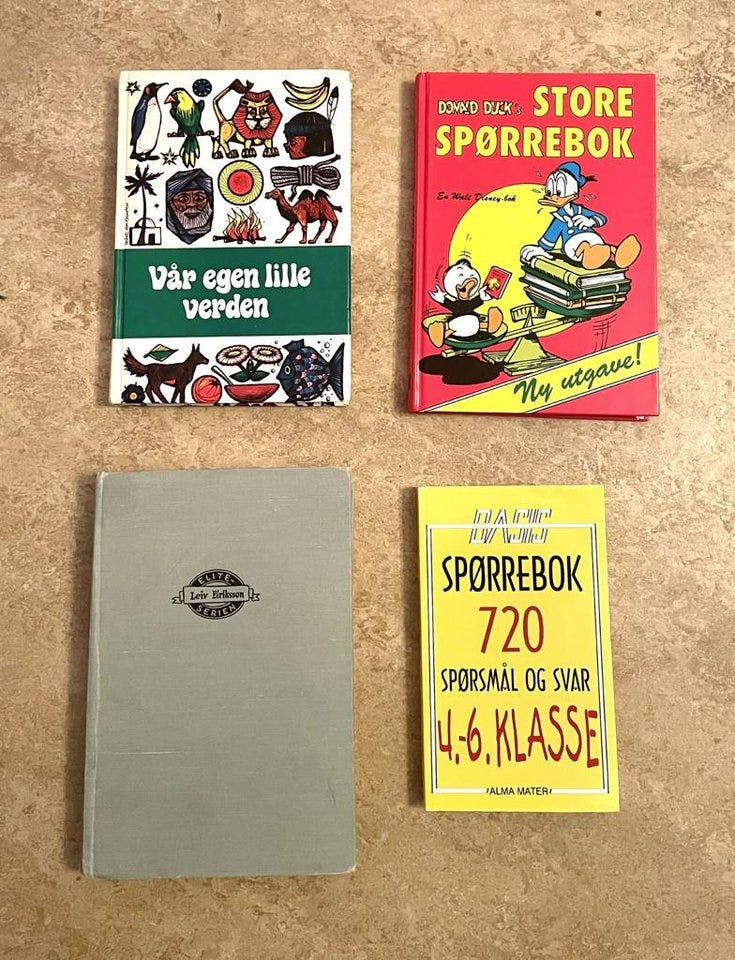 Vår egen lille
verden
DONALD DUCK's STORE
SPØRREBOK
En Walt Disney-bok
Ny utgave!
ELITE-
Leiv Eiriksson
SERIEN
BASIS
SPØRREBOK
720
SPØRSMÅL OG SVAR
4.-6. KLASSE
ALMA MATER